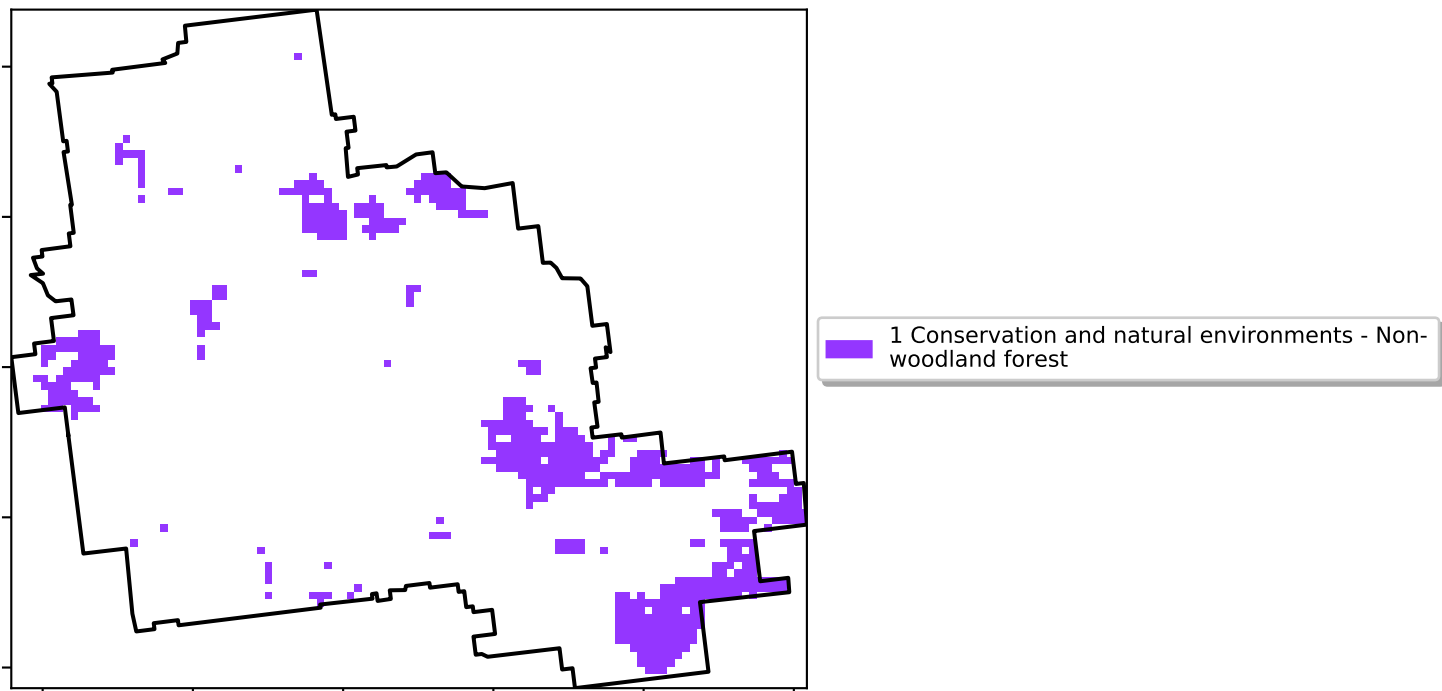 1 Conservation and natural environments - Non-
woodland forest